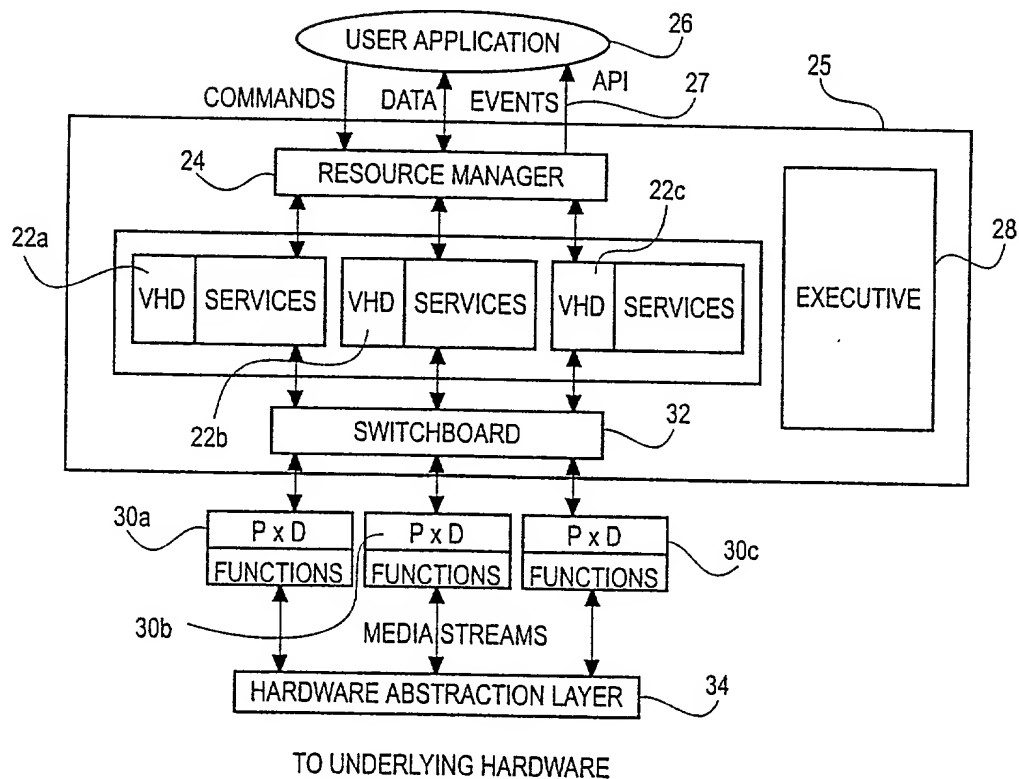 USER APPLICATION
26
COMMANDS
DATA
EVENTS
API
27
25
24
RESOURCE MANAGER
22c
22a
28
VHD SERVICES
VHD SERVICES
VHD SERVICES
EXECUTIVE
22b
SWITCHBOARD
32
30a
P x D
P x D
P x D
30c
FUNCTIONS
FUNCTIONS
FUNCTIONS
30b
MEDIA STREAMS
HARDWARE ABSTRACTION LAYER
34
TO UNDERLYING HARDWARE